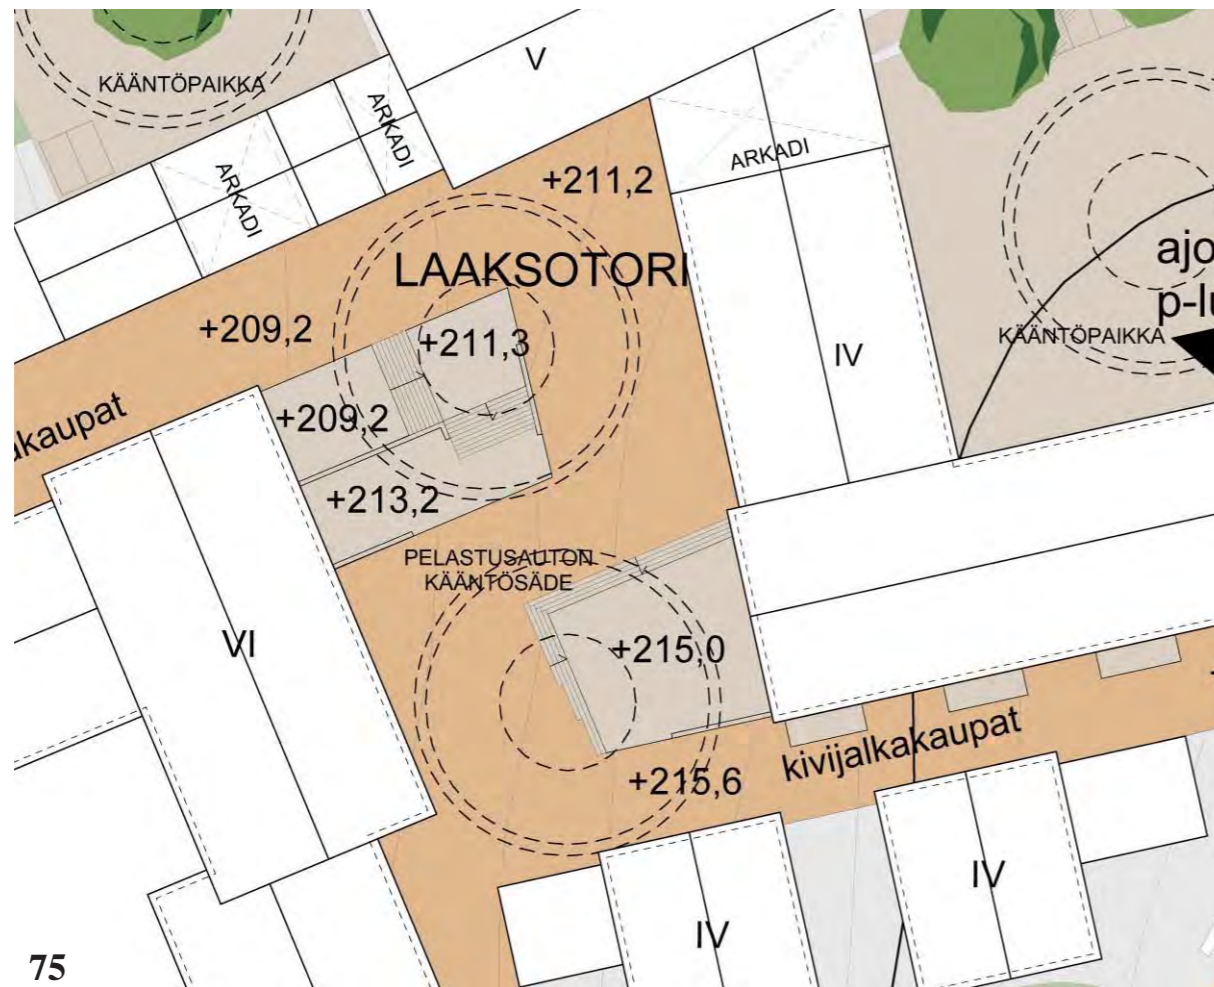 V
KÄÄNTÖPAIKKA
ARKADI
ARKADI
ARKADI
+211,2
LAAKSOTORI
ajo
p-lu
+209,2
+211,3
KÄÄNTÖPAIKKA
IV
+209,2
kaupat
+213,2
PELASTUSAUTON
KÄÄNTÖSÄDE
VI
+215,0
kivijalkakaupat
+215,6
IV
IV
75